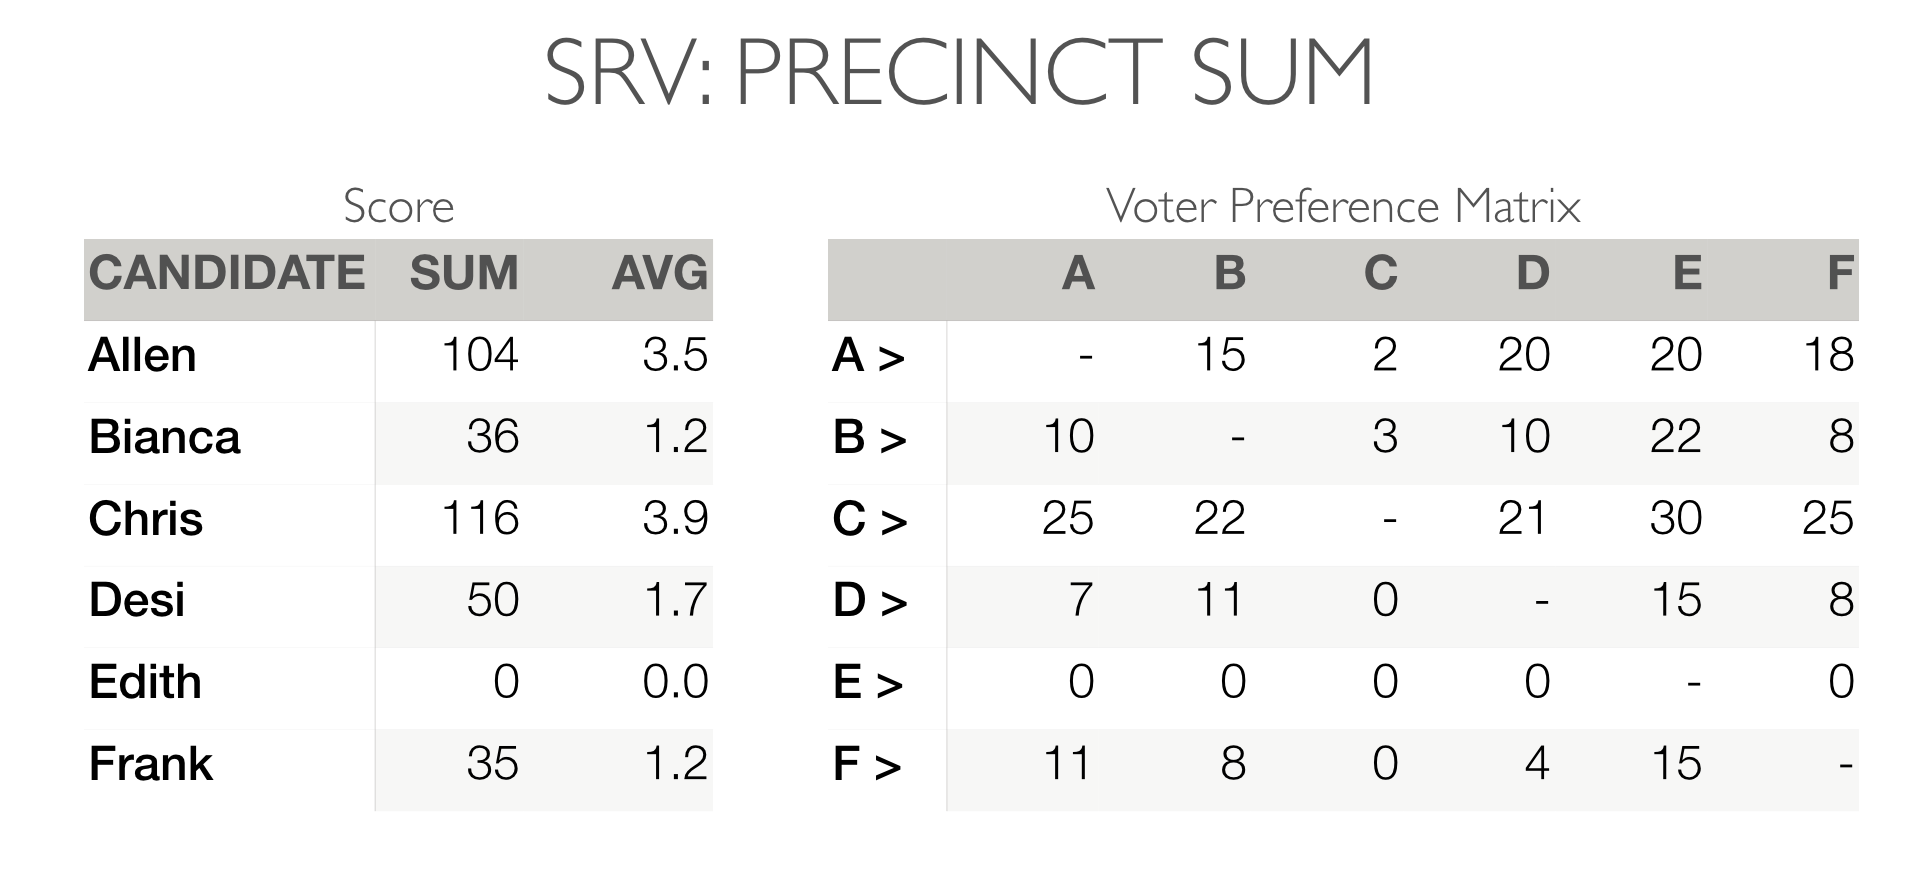 SRV: PRECINCT SUM
Score
CANDIDATE SUM AVG
Allen 104 3.5
Bianca 36 1.2
Chris 116 3.9
Desi 50 1.7
Edith 0 0.0
Frank 35 1.2
Voter Preference Matrix
A B C D E F
A > - 15 2 20 20 18
B > 10 - 3 10 22 8
C > 25 22 - 21 30 25
D > 7 11 0 - 15 8
E > 0 0 0 0 - 0
F > 11 8 0 4 15 -